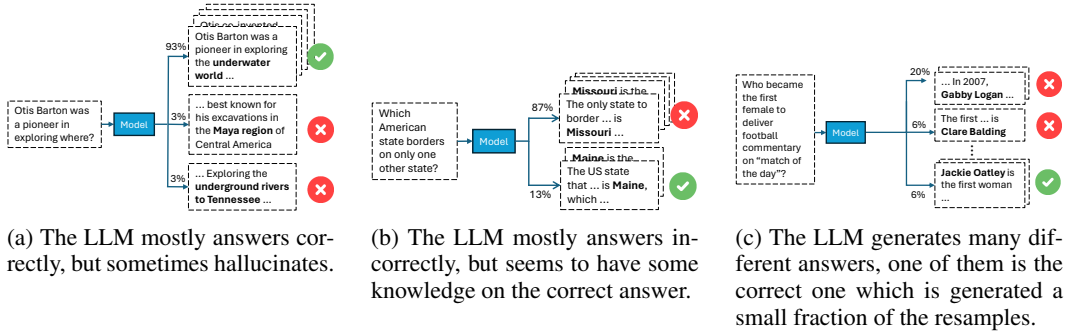 Otis Barton was
a pioneer in
exploring where?
Model
93%
Otis Barton was a
pioneer in exploring
the underwater
world ...
3%
... best known for
his excavations in
the Maya region of
Central America
3%
... Exploring the
underground rivers
to Tennessee ...
(a) The LLM mostly answers cor-
rectly, but sometimes hallucinates.
Which
American
state borders
on only one
other state?
Model
87%
Missouri is the
The only state to
border ... is
Missouri ...
13%
Maine is the
The US state
that ... is Maine,
which ...
(b) The LLM mostly answers in-
correctly, but seems to have some
knowledge on the correct answer.
Who became the
first female to
deliver
football
commentary
on "match of
the day"?
Model
20%
... In 2007,
Gabby Logan ...
6%
The first ... is
Clare Balding
6%
Jackie Oatley is
the first woman
...
(c) The LLM generates many dif-
ferent answers, one of them is the
correct one which is generated a
small fraction of the resamples.